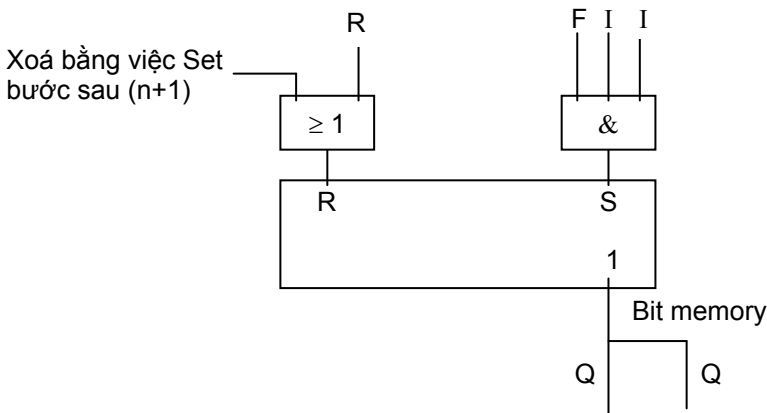 R
F I I
Xoá bằng việc Set
bước sau (n+1)
≥ 1
&
R
S
1
Bit memory
Q
Q